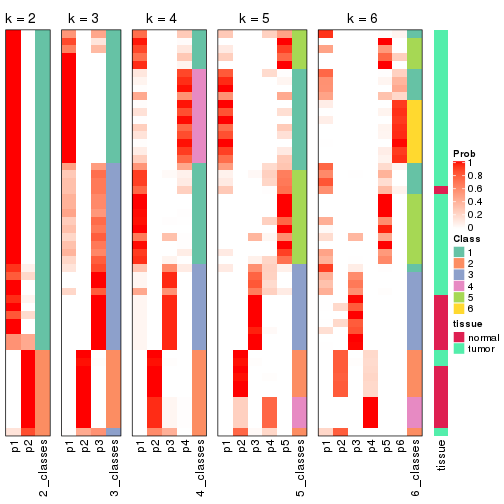 k = 2 k = 3 k = 4 k = 5 k = 6
Prob
1
0.8
0.6
0.4
0.2
0
Class
1
2
3
4
5
6
tissue
normal
tumor
p1 p2 2_classes p1 p2 p3 3_classes p1 p2 p3 p4 4_classes p1 p2 p3 p4 p5 5_classes p1 p2 p3 p4 p5 p6 6_classes tissue